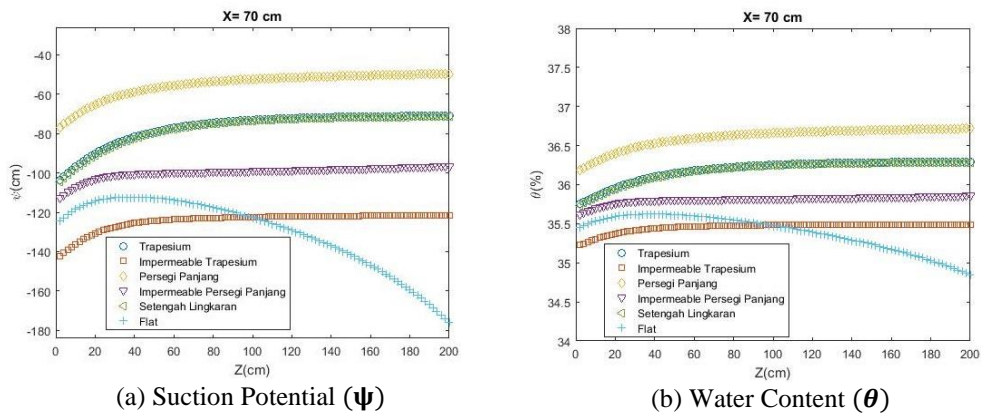 X= 70 cm
-40
-60
-80
-100
-120
-140
-160
-180
ψ(cm)
0 20 40 60 80 100 120 140 160 180 200
Z(cm)
Trapesium
Impermeable Trapesium
Persegi Panjang
Impermeable Persegi Panjang
Setengah Lingkaran
Flat
(a) Suction Potential (ψ)
X= 70 cm
38
37.5
37
36.5
36
35.5
35
34.5
34
θ(%)
0 20 40 60 80 100 120 140 160 180 200
Z(cm)
Trapesium
Impermeable Trapesium
Persegi Panjang
Impermeable Persegi Panjang
Setengah Lingkaran
Flat
(b) Water Content (θ)